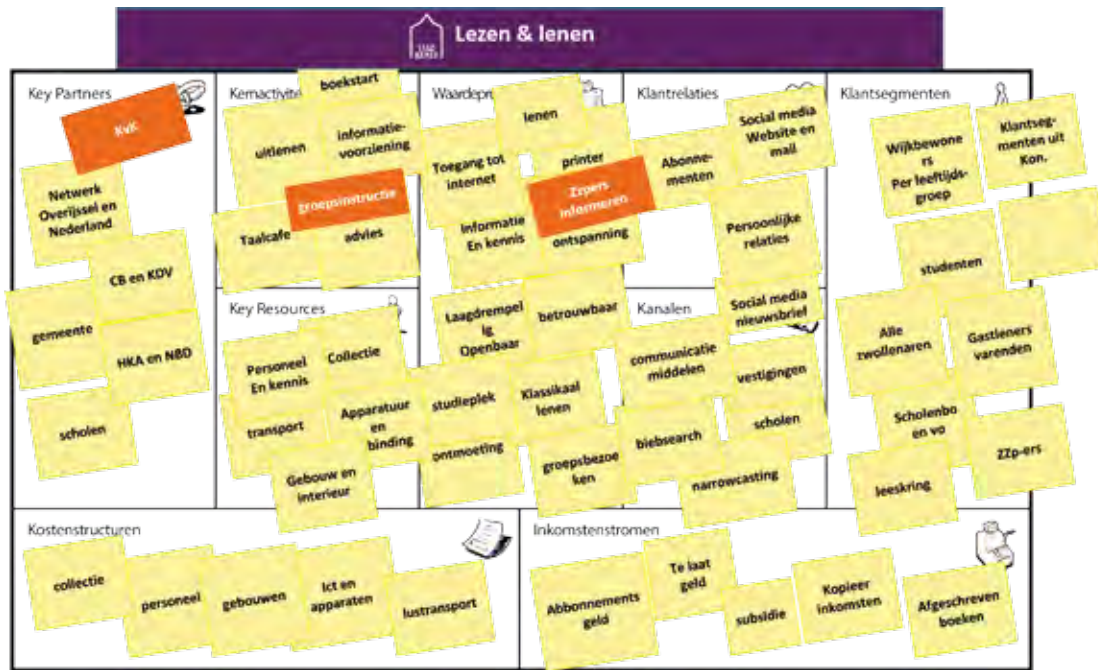 Lezen & lenen
Key Partners
KvK
Netwerk
Overijssel en
Nederland
CB en KDV
gemeente
HKA en NBD
scholen
Kernactivite
boekstart
uitlenen
informatie-
voorziening
groepsinstructie
Taalcafe
advies
Key Resources
Personeel
En kennis
Collectie
transport
Apparatuur
en
binding
Gebouw en
interieur
Waardepr
lenen
Toegang tot
internet
printer
Zzpers
informeren
Informatie
En kennis
ontspanning
Laagdrempel
ig
Openbaar
betrouwbaar
studieplek
Klassikaal
lenen
ontmoeting
groepsbezoe
ken
Klantrelaties
Social media
Website en
mail
Abonne-
menten
Persoonlijke
relaties
Kanalen
Social media
nieuwsbrief
communicatie
middelen
vestigingen
biebsearch
scholen
narrowcasting
Klantsegmenten
Wijkbewone
rs
Per leeftijds-
groep
Klantseg-
menten uit
Kon.
studenten
Alle
zwollenaren
Gastleners
varenden
Scholenbo
en vo
ZZp-ers
leeskring
Kostenstructuren
collectie
personeel
gebouwen
Ict en
apparaten
lustransport
Inkomstenstromen
Abbonnements
geld
Te laat
geld
subsidie
Kopieer
inkomsten
Afgeschreven
boeken